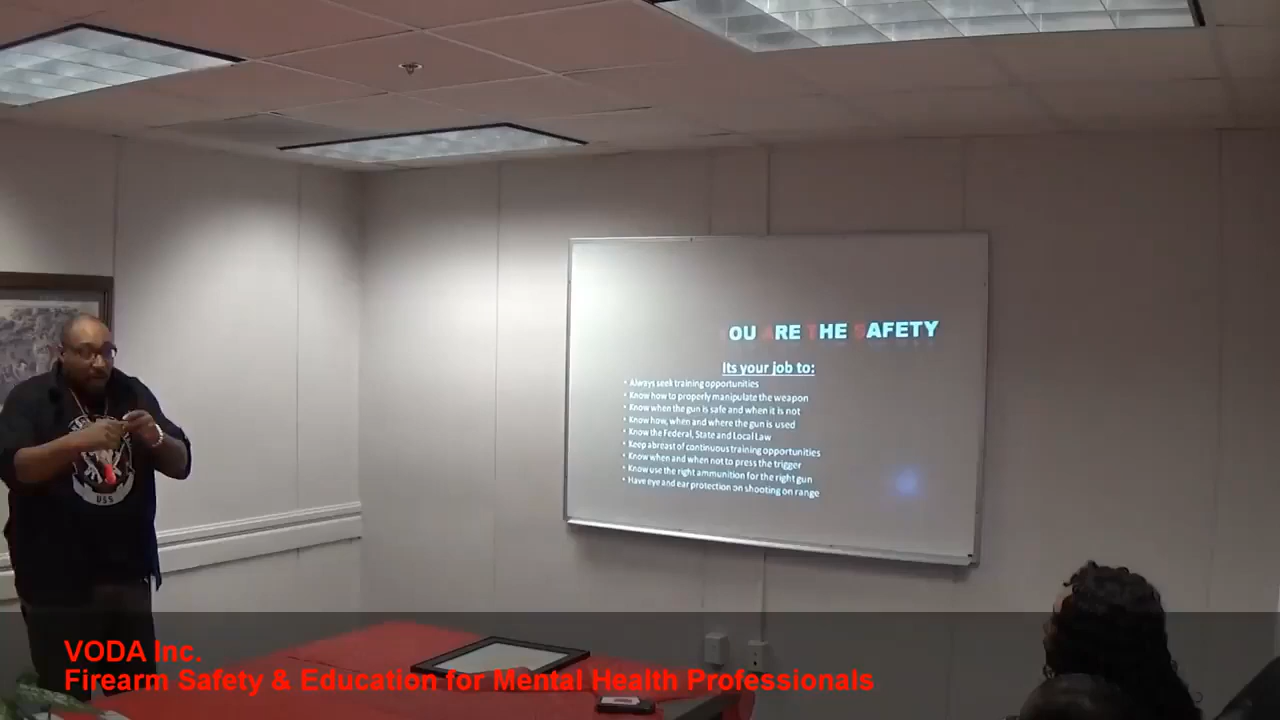 YOU ARE THE SAFETY
Its your job to:
• Always seek training opportunities
• Know how to properly manipulate the weapon
• Know when the gun is safe and when it is not
• Know how, when and where the gun is used
• Know the Federal, State and Local Law
• Keep abreast of continuous training opportunities
• Know when and when not to press the trigger
• Know use the right ammunition for the right gun
• Have eye and ear protection on shooting on range
USS
VODA Inc.
Firearm Safety & Education for Mental Health Professionals